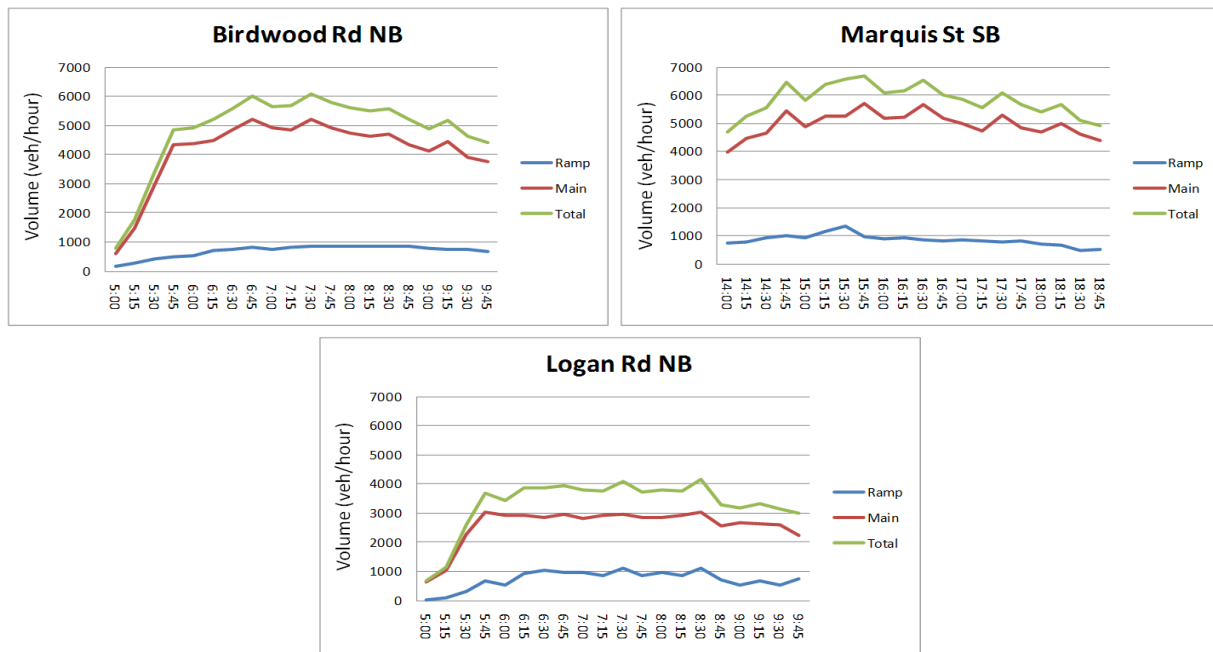 Birdwood Rd NB
Volume (veh/hour)
7000
6000
5000
4000
3000
2000
1000
0
5:00 5:15 5:30 5:45 6:00 6:15 6:30 6:45 7:00 7:15 7:30 7:45 8:00 8:15 8:30 8:45 9:00 9:15 9:30 9:45
Ramp
Main
Total
Marquis St SB
Volume (veh/hour)
7000
6000
5000
4000
3000
2000
1000
0
14:00 14:15 14:30 14:45 15:00 15:15 15:30 15:45 16:00 16:15 16:30 16:45 17:00 17:15 17:30 17:45 18:00 18:15 18:30 18:45
Ramp
Main
Total
Logan Rd NB
Volume (veh/hour)
7000
6000
5000
4000
3000
2000
1000
0
5:00 5:15 5:30 5:45 6:00 6:15 6:30 6:45 7:00 7:15 7:30 7:45 8:00 8:15 8:30 8:45 9:00 9:15 9:30 9:45
Ramp
Main
Total